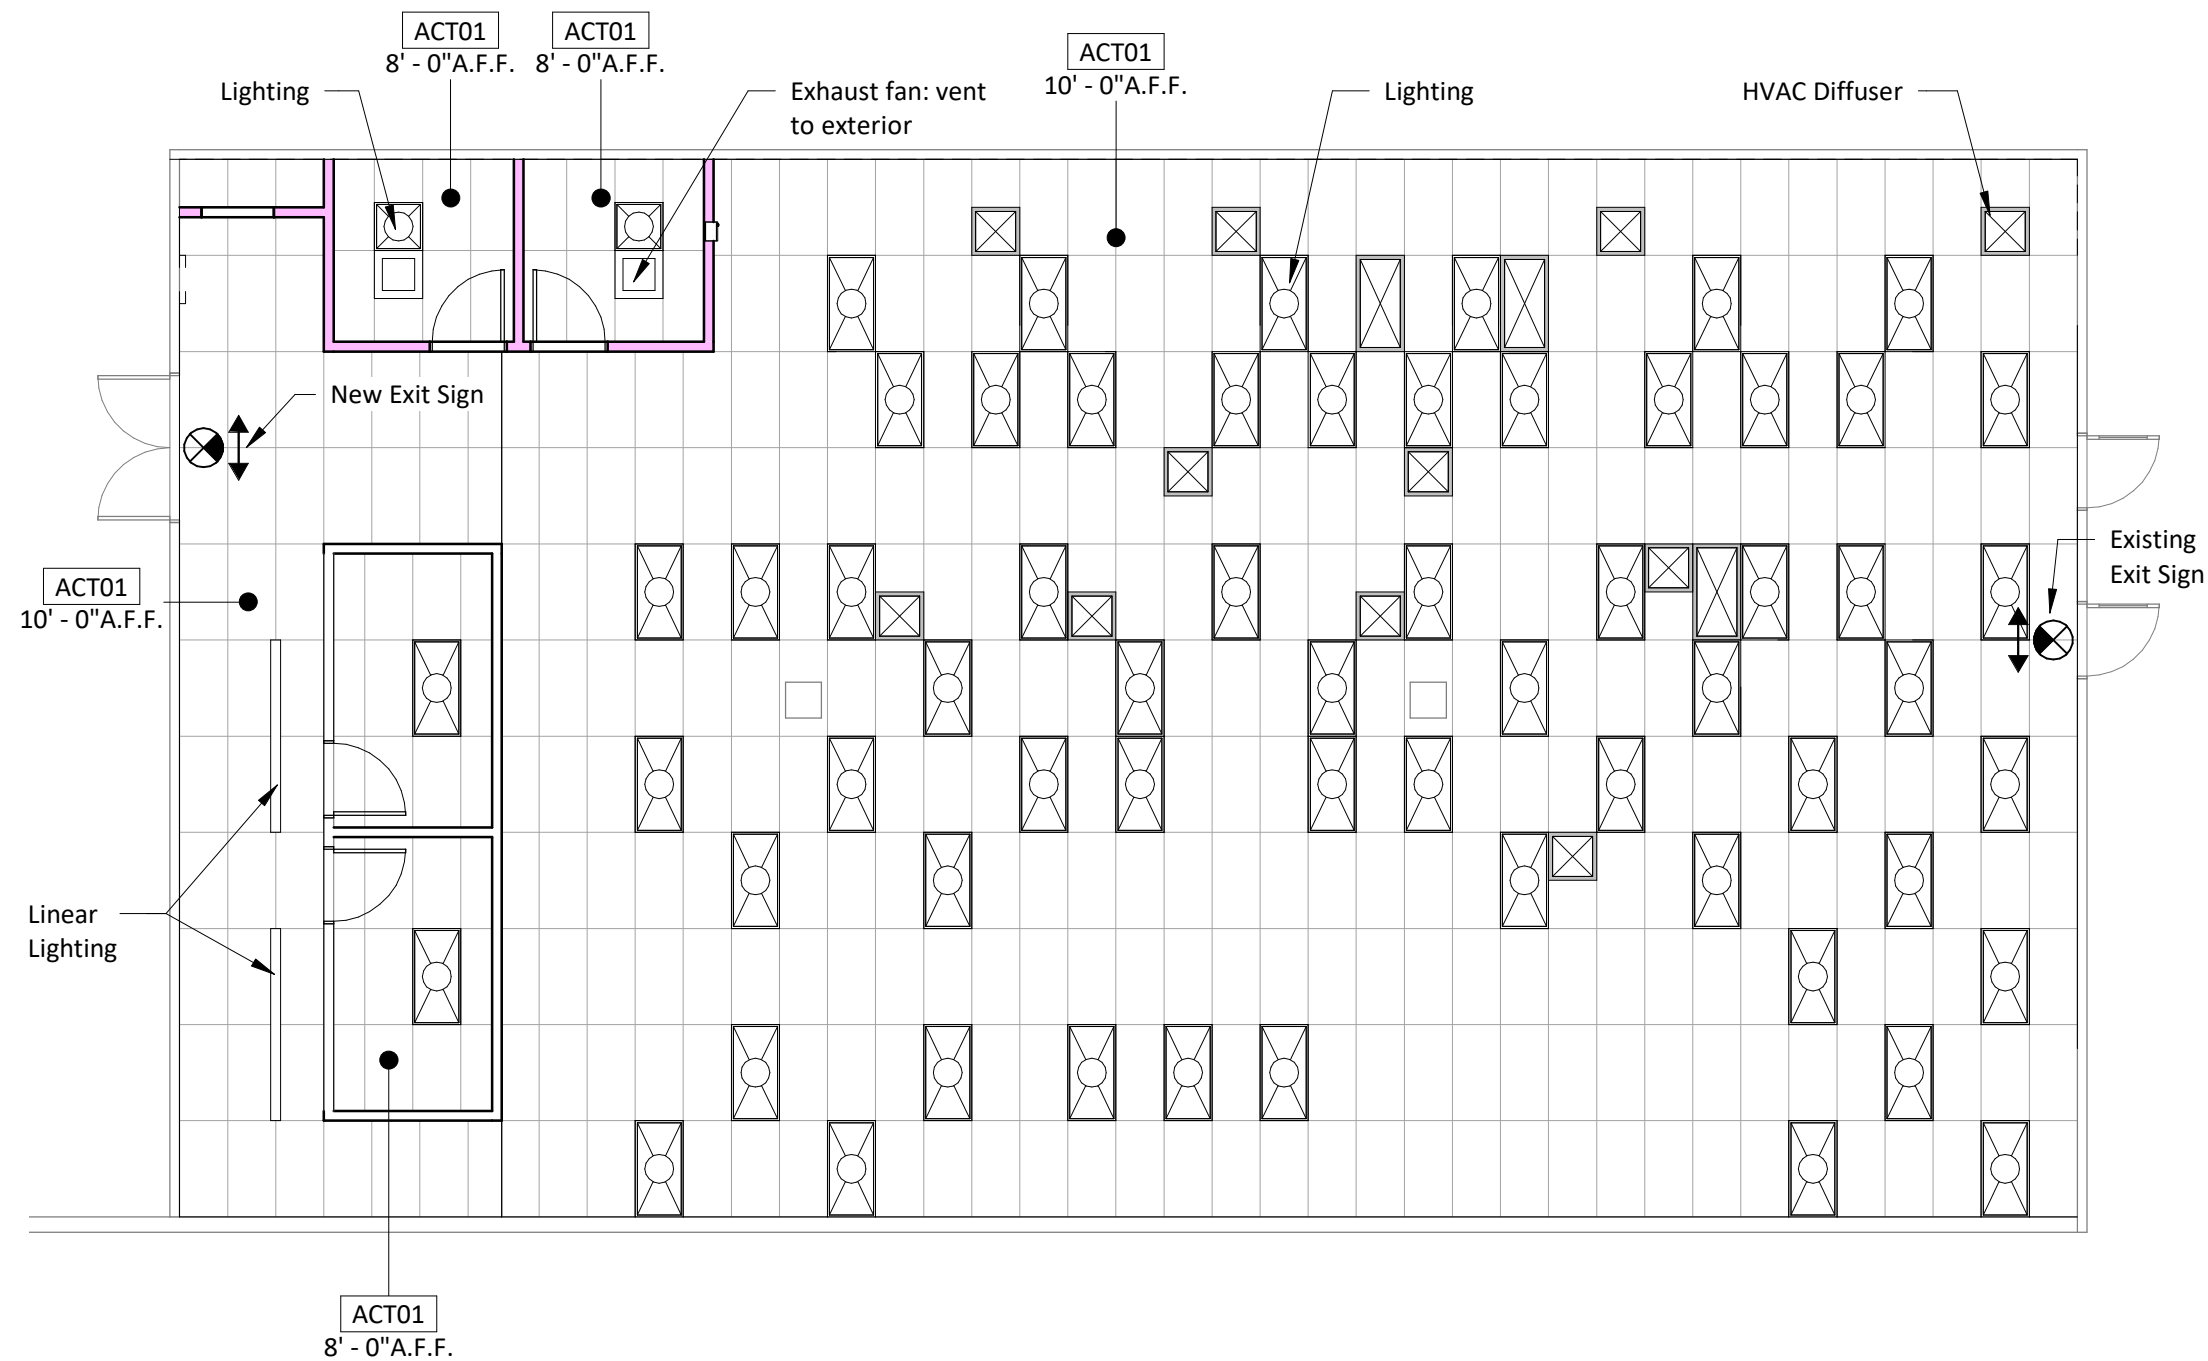 ACT01
8' - 0"A.F.F.
ACT01
8' - 0"A.F.F.
ACT01
10' - 0"A.F.F.
Lighting
Exhaust fan: vent
to exterior
Lighting
HVAC Diffuser
New Exit Sign
Existing
Exit Sign
ACT01
10' - 0"A.F.F.
Linear
Lighting
ACT01
8' - 0"A.F.F.